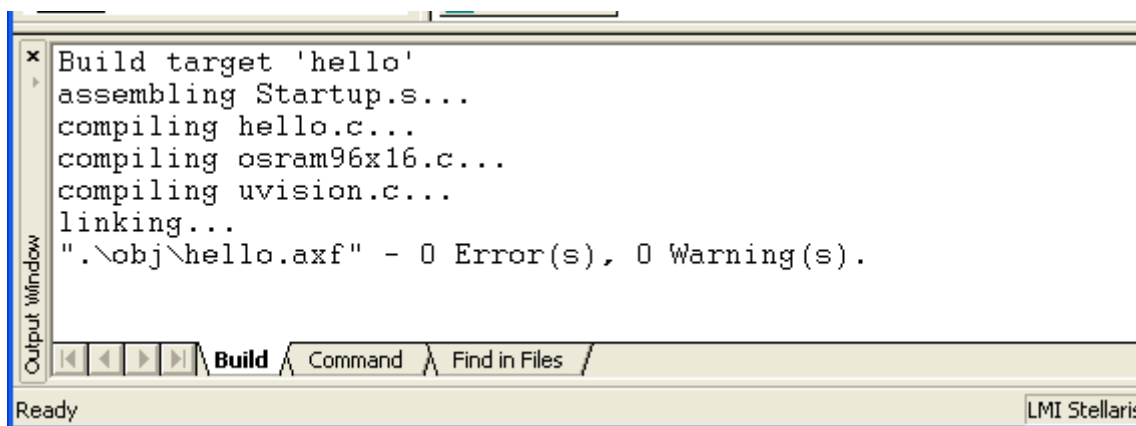 Build target 'hello'
assembling Startup.s...
compiling hello.c...
compiling osram96x16.c...
compiling uvision.c...
linking...
".\obj\hello.axf" - 0 Error(s), 0 Warning(s).
Output Window
Build Command Find in Files
Ready LMI Stellaris